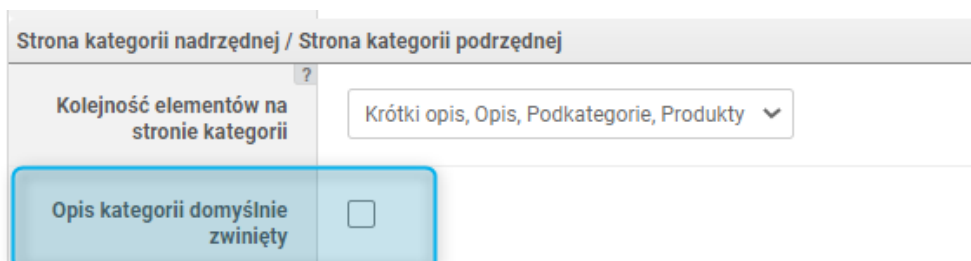 Strona kategorii nadrzędnej / Strona kategorii podrzędnej
?
Kolejność elementów na
stronie kategorii
Krótki opis, Opis, Podkategorie, Produkty
Opis kategorii domyślnie
zwinięty